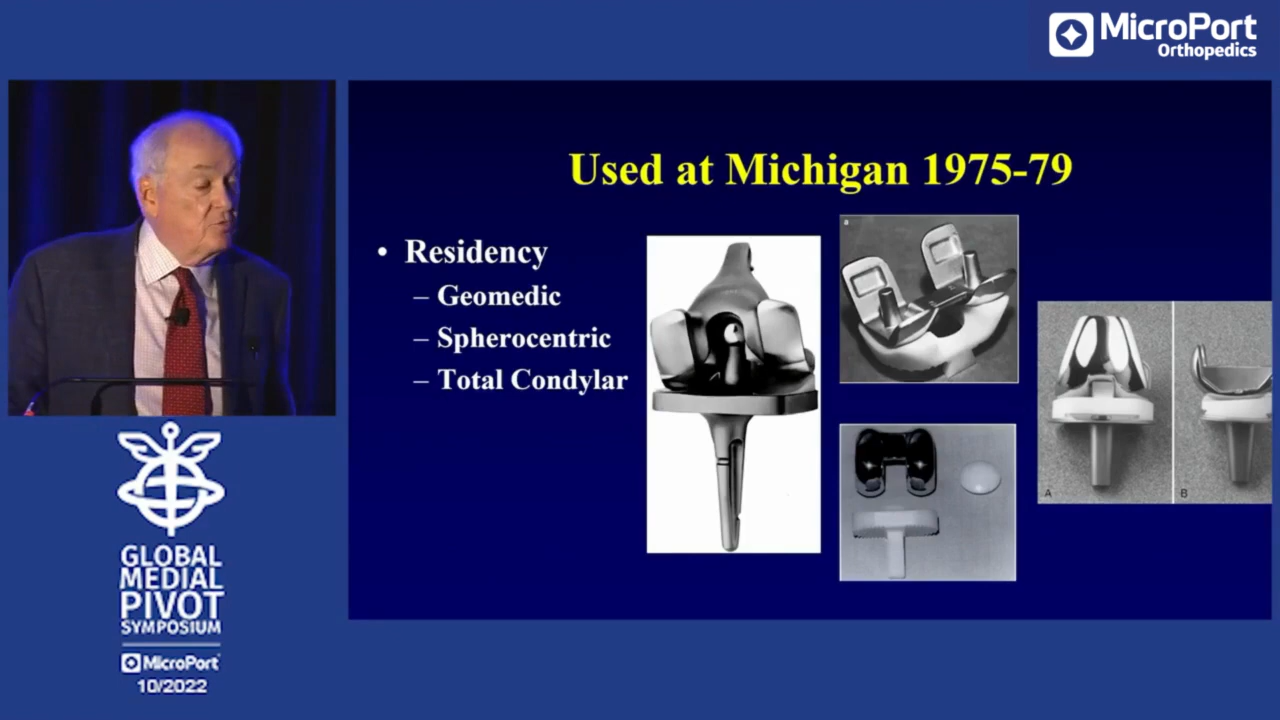 MicroPort
Orthopedics
Used at Michigan 1975-79
• Residency
– Geomedic
– Spherocentric
– Total Condylar
a
A
B
GLOBAL
MEDIAL
PIVOT
SYMPOSIUM
MicroPort
10/2022